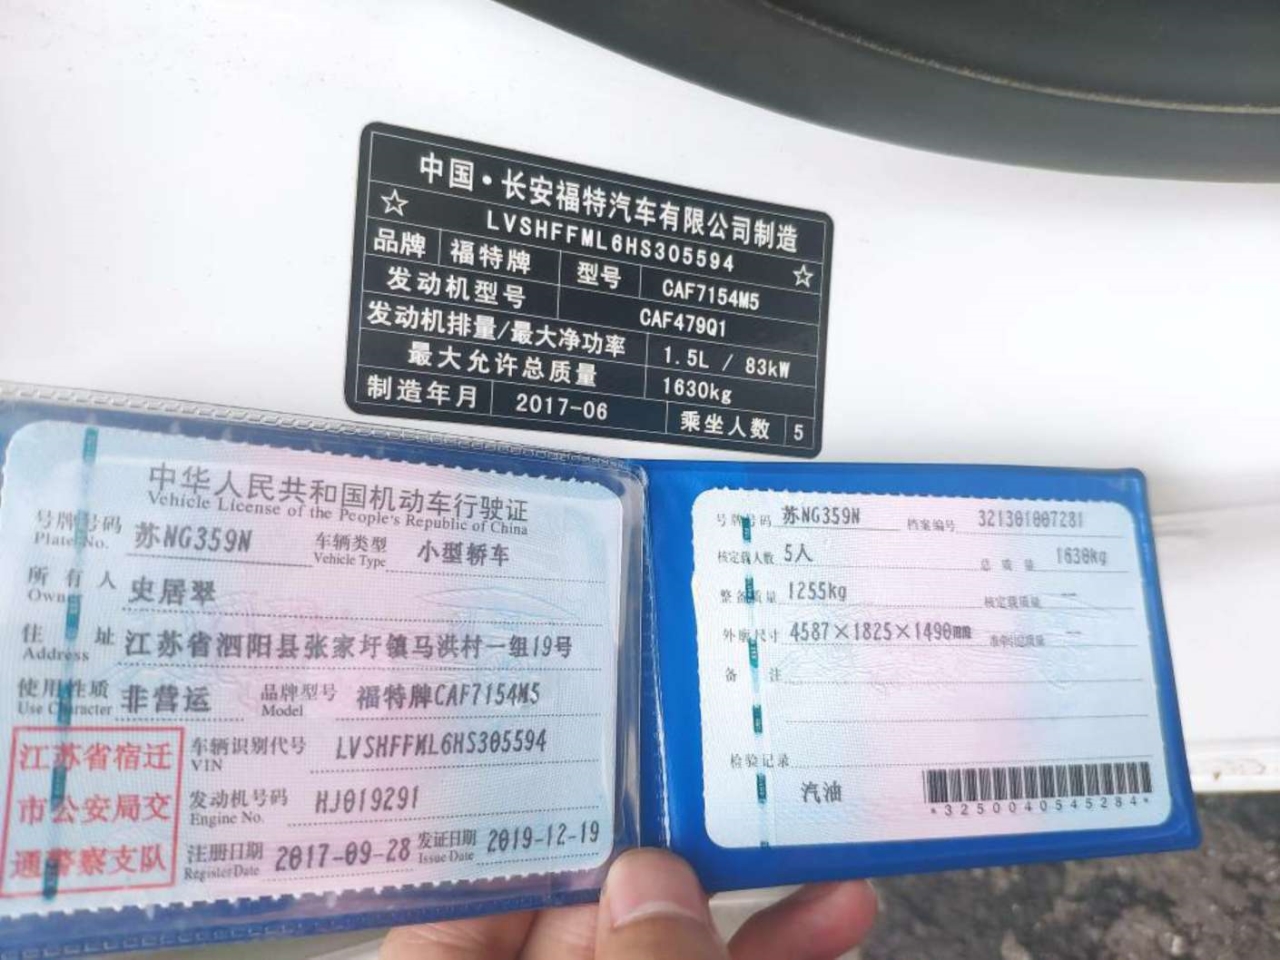 中国·长安福特汽车有限公司制造
☆ LVSHFFML6HS305594 ☆
品牌 福特牌 型号 CAF7154M5
发动机型号 CAF479Q1
发动机排量/最大净功率 1.5L / 83kW
最大允许总质量 1630kg
制造年月 2017-06 乘坐人数 5
中华人民共和国机动车行驶证
Vehicle License of the People's Republic of China
号牌号码 苏NG359N 车辆类型 小型轿车
Plate No. Vehicle Type
所有人 史居翠
Owner
住址 江苏省泗阳县张家圩镇马洪村一组19号
Address
使用性质 非营运 品牌型号 福特牌CAF7154M5
Use Character Model
江苏省宿迁
市公安局交
通警察支队
车辆识别代号 LVSHFFML6HS305594
VIN
发动机号码 HJ019291
Engine No.
注册日期 2017-09-28 发证日期 2019-12-19
Register Date Issue Date
号牌号码 苏NG359N 档案编号 321301007281
核定载人数 5人 总质量 1630kg
整备质量 1255kg 核定载质量 --
外廓尺寸 4587×1825×1490mm 准牵引总质量 --
备注
检验记录
汽油
*3250040545284*